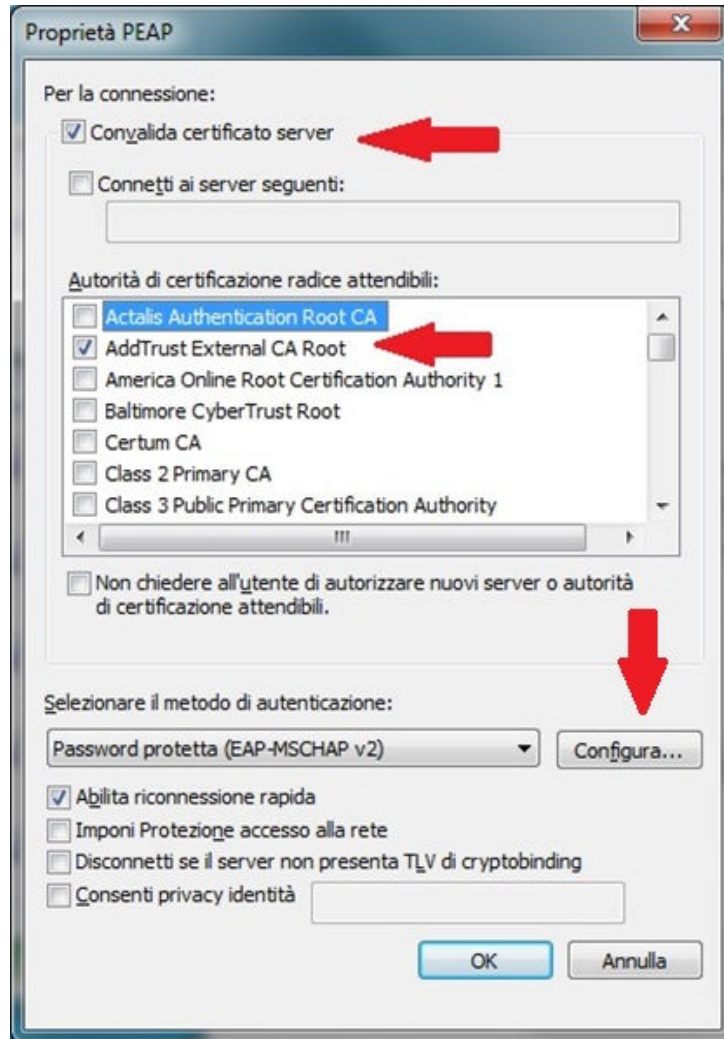 Proprietà PEAP
Per la connessione:
Convalida certificato server
Connetti ai server seguenti:
Autorità di certificazione radice attendibili:
Actalis Authentication Root CA
AddTrust External CA Root
America Online Root Certification Authority 1
Baltimore CyberTrust Root
Certum CA
Class 2 Primary CA
Class 3 Public Primary Certification Authority
Non chiedere all'utente di autorizzare nuovi server o autorità
di certificazione attendibili.
Selezionare il metodo di autenticazione:
Password protetta (EAP-MSCHAP v2)
Configura...
Abilita riconnessione rapida
Imponi Protezione accesso alla rete
Disconnetti se il server non presenta TLV di cryptobinding
Consenti privacy identità
OK
Annulla